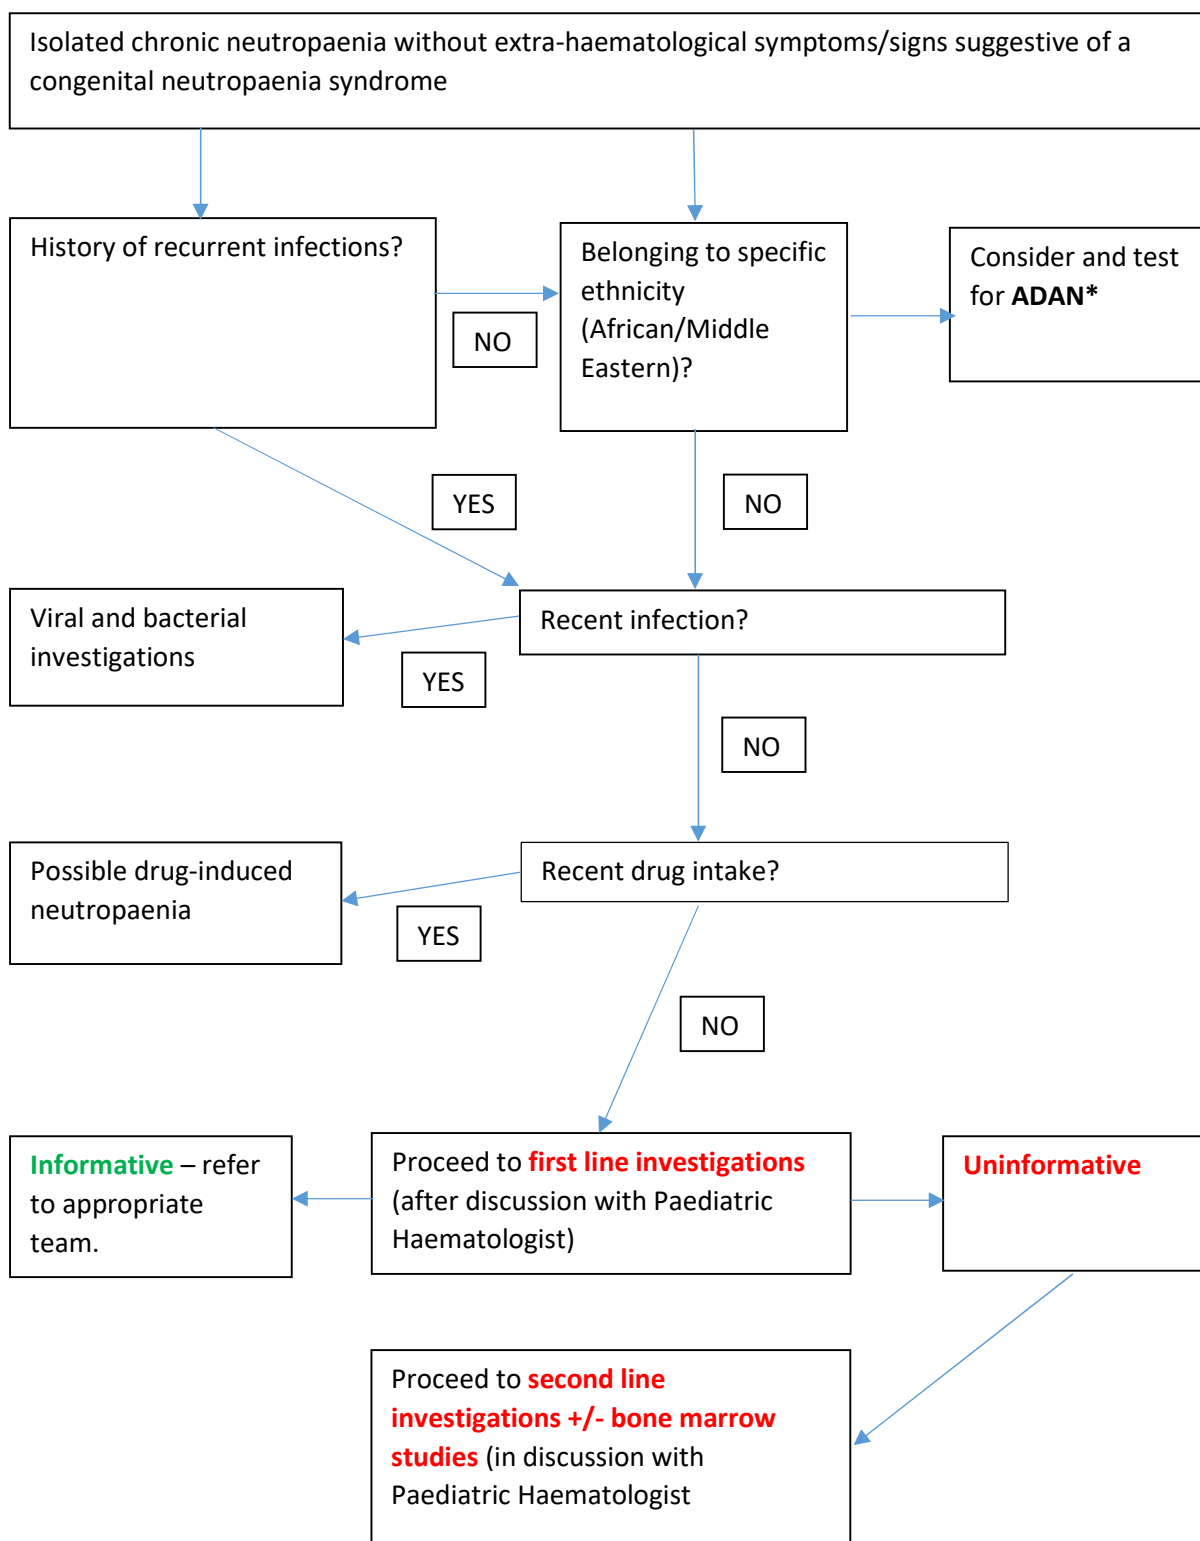 Isolated chronic neutropaenia without extra-haematological symptoms/signs suggestive of a
congenital neutropaenia syndrome
History of recurrent infections?
Belonging to specific
ethnicity
(African/Middle
Eastern)?
Consider and test
for ADAN*
NO
YES
NO
Viral and bacterial
investigations
Recent infection?
YES
NO
Possible drug-induced
neutropaenia
Recent drug intake?
YES
NO
Informative – refer
to appropriate
team.
Proceed to first line investigations
(after discussion with Paediatric
Haematologist)
Uninformative
Proceed to second line
investigations +/- bone marrow
studies (in discussion with
Paediatric Haematologist